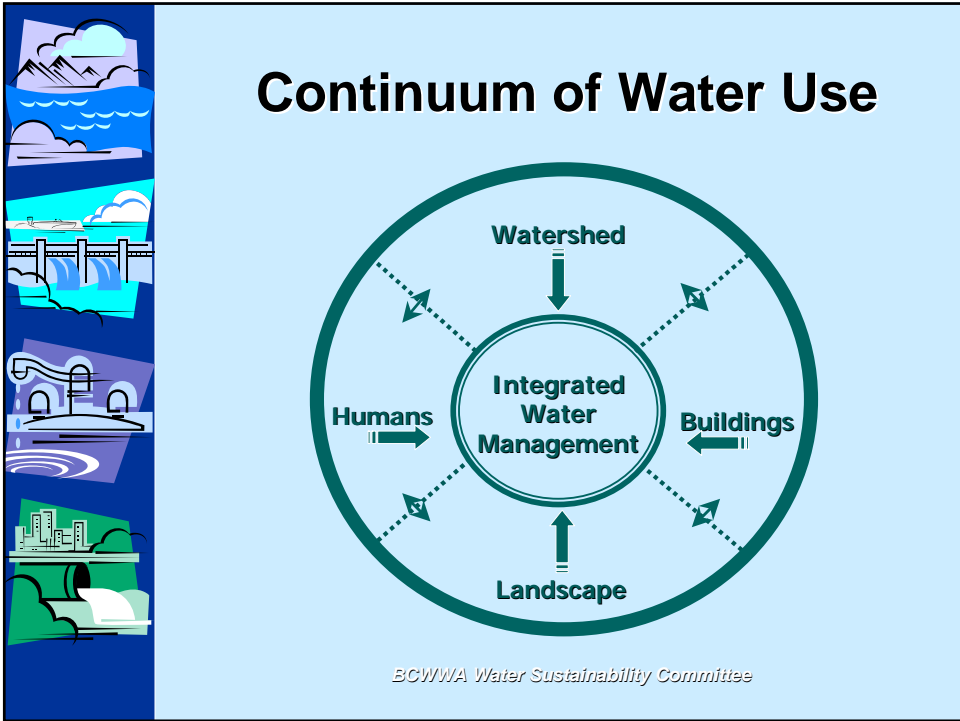 Continuum of Water Use
Watershed
Integrated
Water
Management
Humans
Buildings
Landscape
BCWWA Water Sustainability Committee